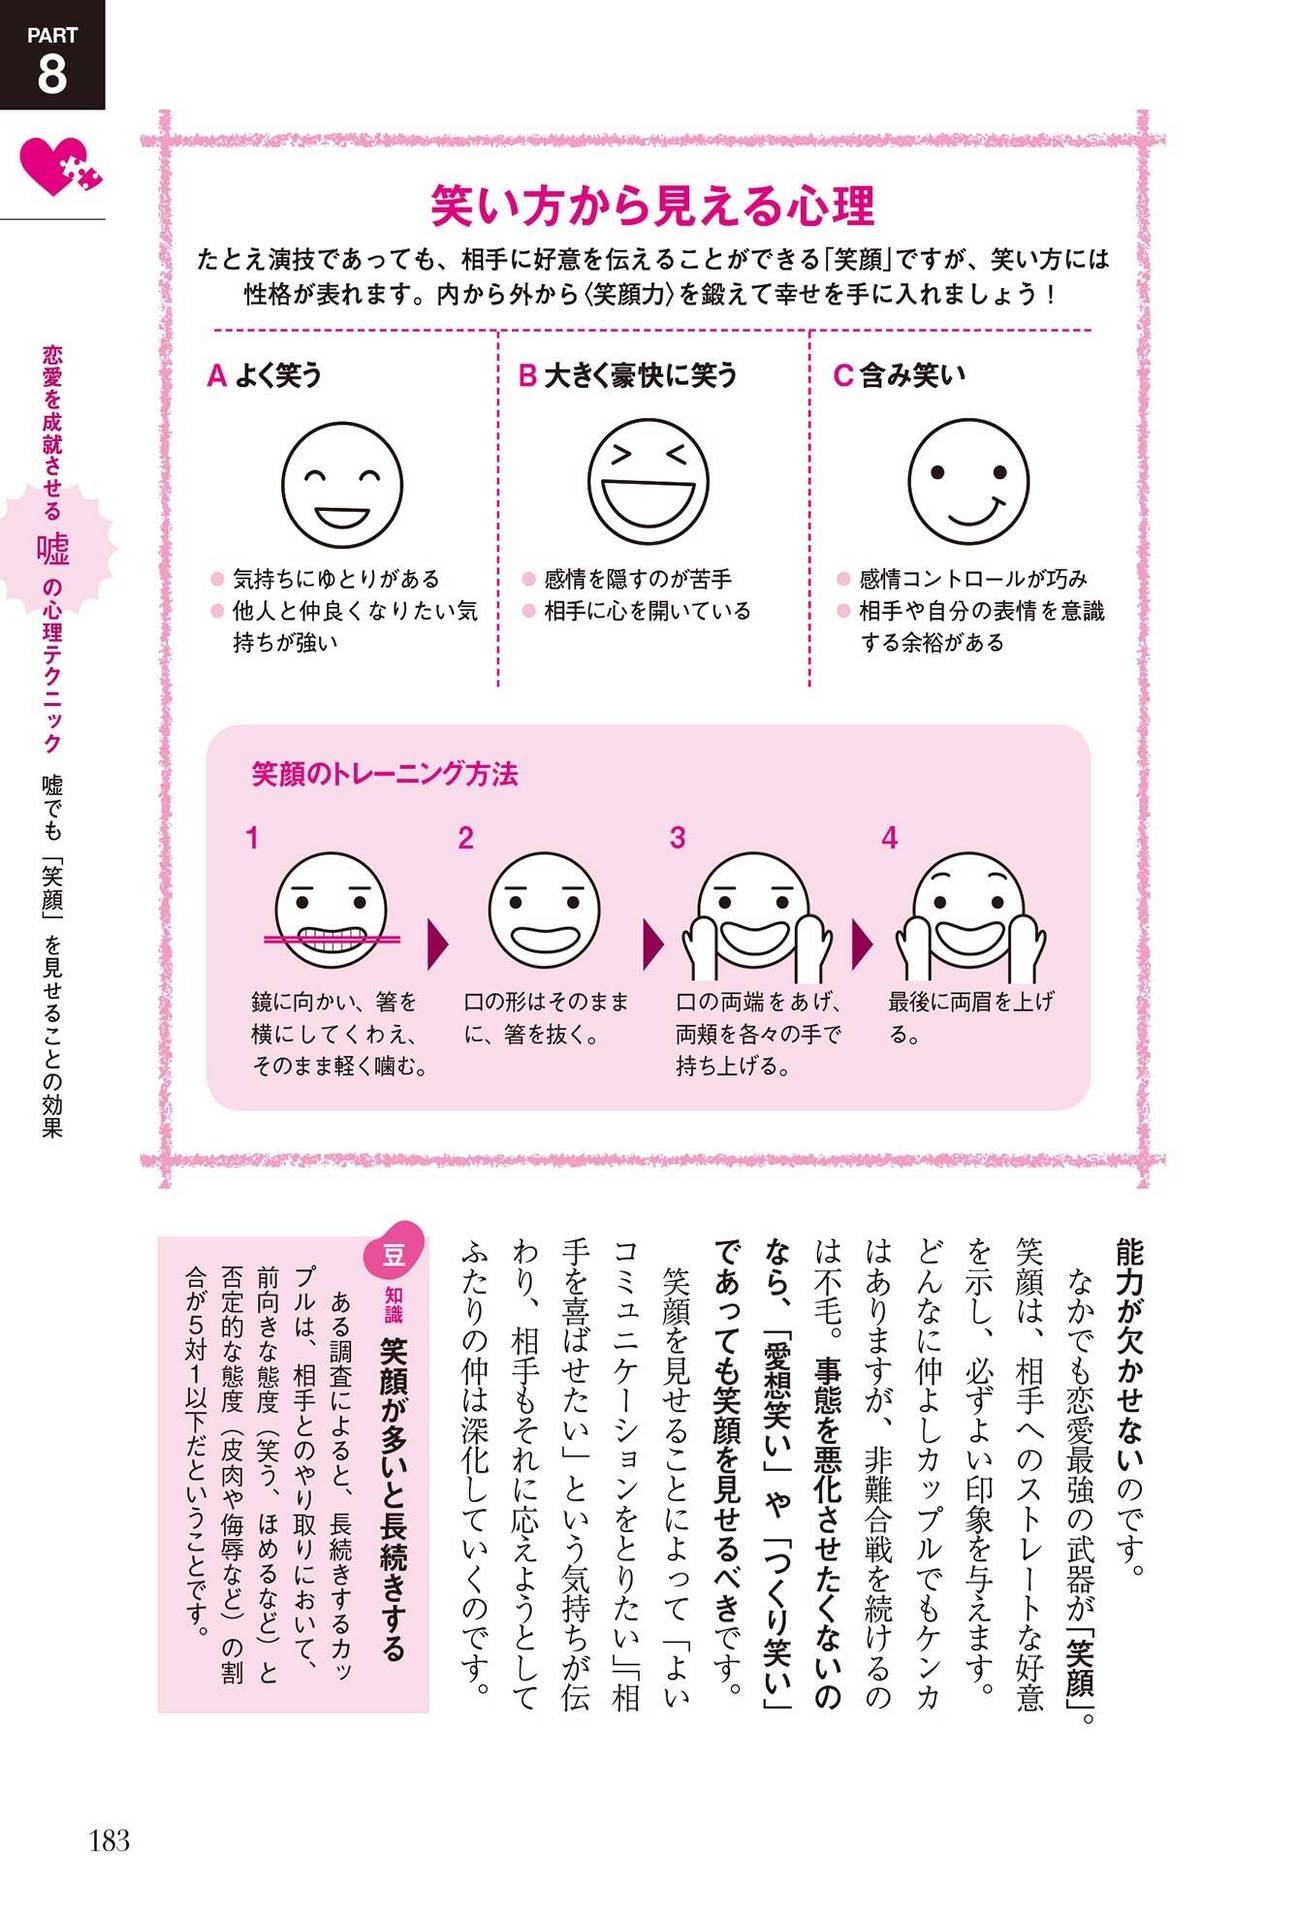 PART
8
恋愛を成就させる嘘の心理テクニック 嘘でも「笑顔」を見せることの効果
笑い方から見える心理
たとえ演技であっても、相手に好意を伝えることができる「笑顔」ですが、笑い方には
性格が表れます。内から外から〈笑顔力〉を鍛えて幸せを手に入れましょう！
A よく笑う
● 気持ちにゆとりがある
● 他人と仲良くなりたい気
持ちが強い
B 大きく豪快に笑う
● 感情を隠すのが苦手
● 相手に心を開いている
C 含み笑い
● 感情コントロールが巧み
● 相手や自分の表情を意識
する余裕がある
笑顔のトレーニング方法
1
鏡に向かい、箸を
横にしてくわえ、
そのまま軽く噛む。
2
口の形はそのまま
に、箸を抜く。
3
口の両端をあげ、
両頬を各々の手で
持ち上げる。
4
最後に両眉を上げ
る。
能力が欠かせないのです。
なかでも恋愛最強の武器が「笑顔」。
笑顔は、相手へのストレートな好意
を示し、必ずよい印象を与えます。
どんなに仲よしカップルでもケンカ
はありますが、非難合戦を続けるの
は不毛。事態を悪化させたくないの
なら、「愛想笑い」や「つくり笑い」
であっても笑顔を見せるべきです。
笑顔を見せることによって「よい
コミュニケーションをとりたい」『相
手を喜ばせたい」という気持ちが伝
わり、相手もそれに応えようとして
ふたりの仲は深化していくのです。
豆知識 笑顔が多いと長続きする
ある調査によると、長続きするカッ
プルは、相手とのやり取りにおいて、
前向きな態度（笑う、ほめるなど）と
否定的な態度（皮肉や侮辱など）の割
合が5対1以下だということです。
183